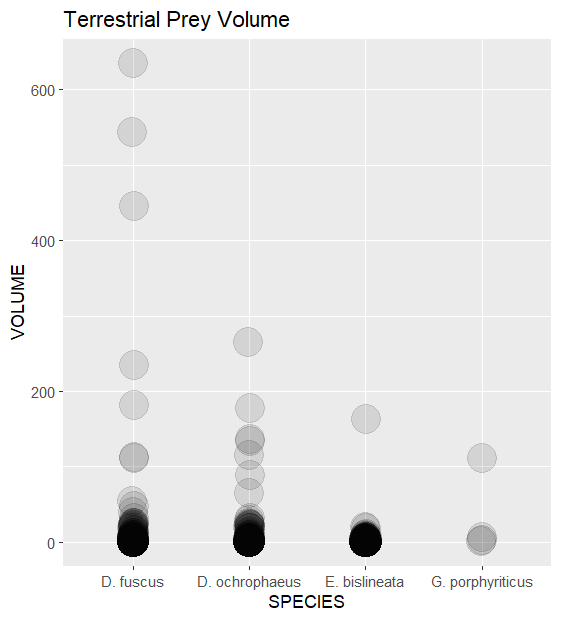 Terrestrial Prey Volume
VOLUME
600
400
200
0
D. fuscus
D. ochrophaeus
E. bislineata
G. porphyriticus
SPECIES